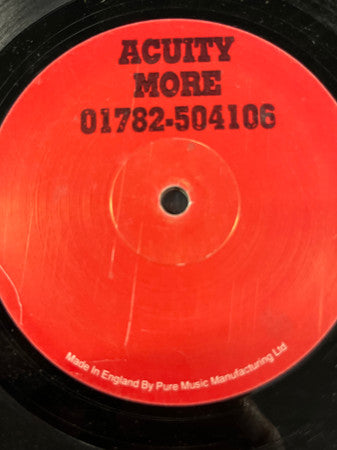 ACUITY
MORE
01782-504106
Made In England By Pure Music Manufacturing Ltd